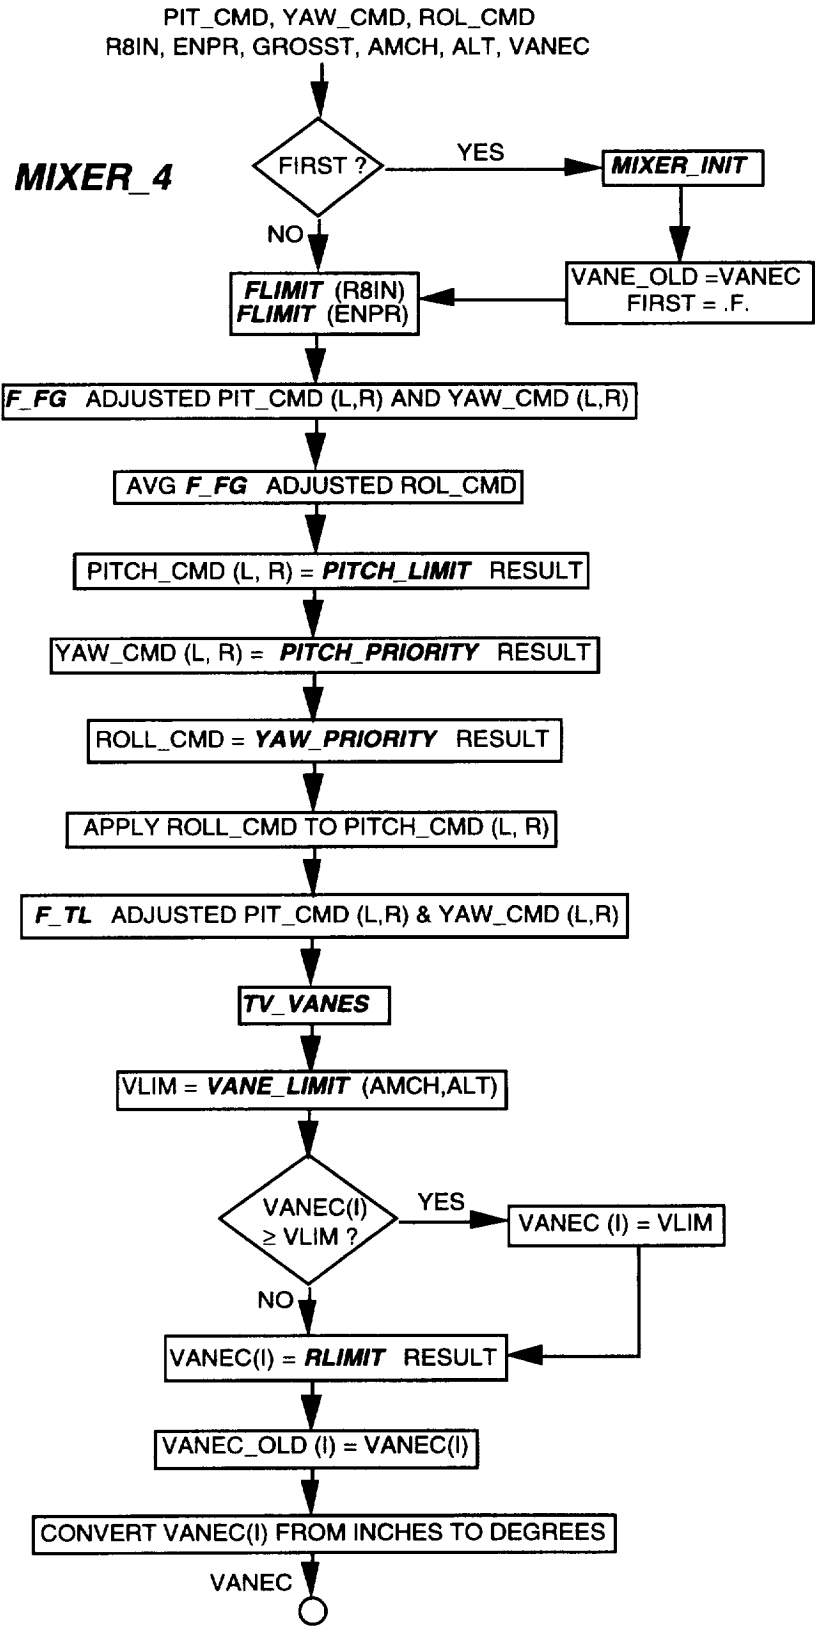 PIT_CMD, YAW_CMD, ROL_CMD
R8IN, ENPR, GROSST, AMCH, ALT, VANEC
MIXER_4
FIRST ?
YES
MIXER_INIT
NO
VANE_OLD =VANEC
FIRST = .F.
FLIMIT (R8IN)
FLIMIT (ENPR)
F_FG ADJUSTED PIT_CMD (L,R) AND YAW_CMD (L,R)
AVG F_FG ADJUSTED ROL_CMD
PITCH_CMD (L, R) = PITCH_LIMIT RESULT
YAW_CMD (L, R) = PITCH_PRIORITY RESULT
ROLL_CMD = YAW_PRIORITY RESULT
APPLY ROLL_CMD TO PITCH_CMD (L, R)
F_TL ADJUSTED PIT_CMD (L,R) & YAW_CMD (L,R)
TV_VANES
VLIM = VANE_LIMIT (AMCH,ALT)
VANEC(I)
≥ VLIM ?
YES
VANEC (I) = VLIM
NO
VANEC(I) = RLIMIT RESULT
VANEC_OLD (I) = VANEC(I)
CONVERT VANEC(I) FROM INCHES TO DEGREES
VANEC